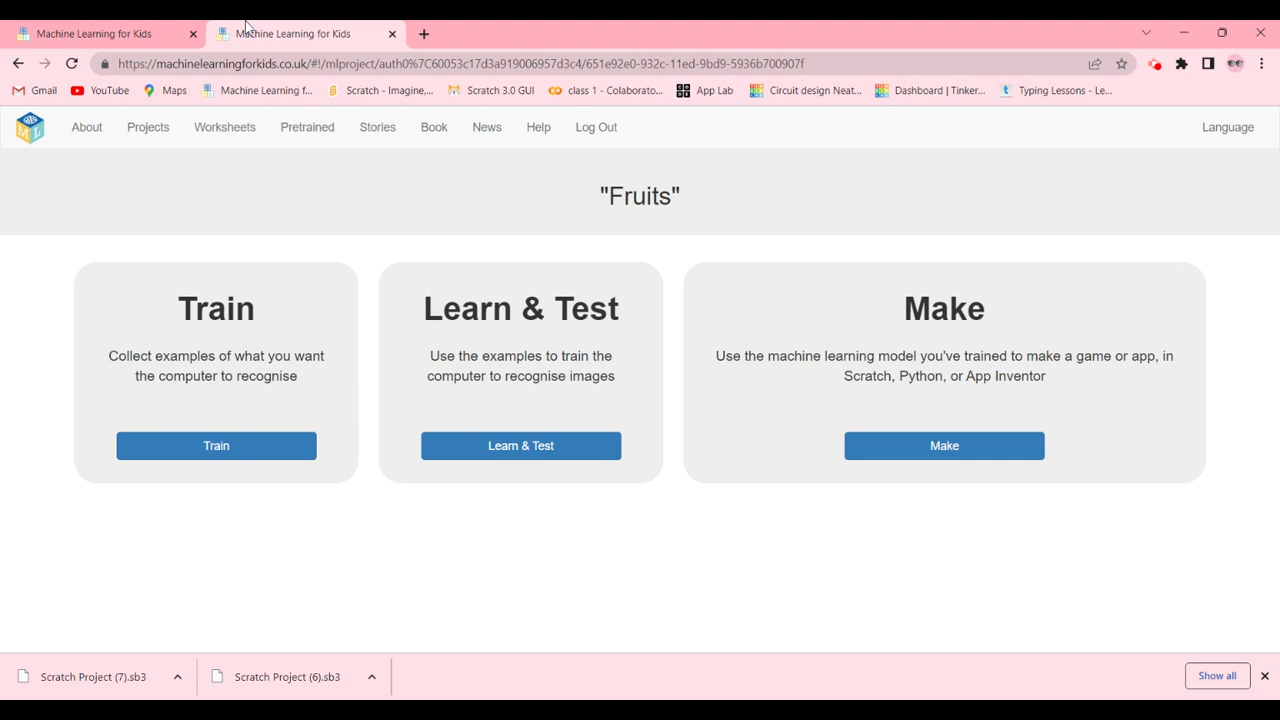 Machine Learning for Kids
Machine Learning for Kids
https://machinelearningforkids.co.uk/#!/mlproject/auth0%7C60053c17d3a919006957d3c4/651e92e0-932c-11ed-9bd9-5936b700907f
Gmail YouTube Maps Machine Learning f... Scratch - Imagine,... Scratch 3.0 GUI class 1 - Colaborato... App Lab Circuit design Neat... Dashboard | Tinker... Typing Lessons - Le...
ML About Projects Worksheets Pretrained Stories Book News Help Log Out Language
"Fruits"
Train
Collect examples of what you want
the computer to recognise
Train
Learn & Test
Use the examples to train the
computer to recognise images
Learn & Test
Make
Use the machine learning model you've trained to make a game or app, in
Scratch, Python, or App Inventor
Make
Scratch Project (7).sb3
Scratch Project (6).sb3
Show all